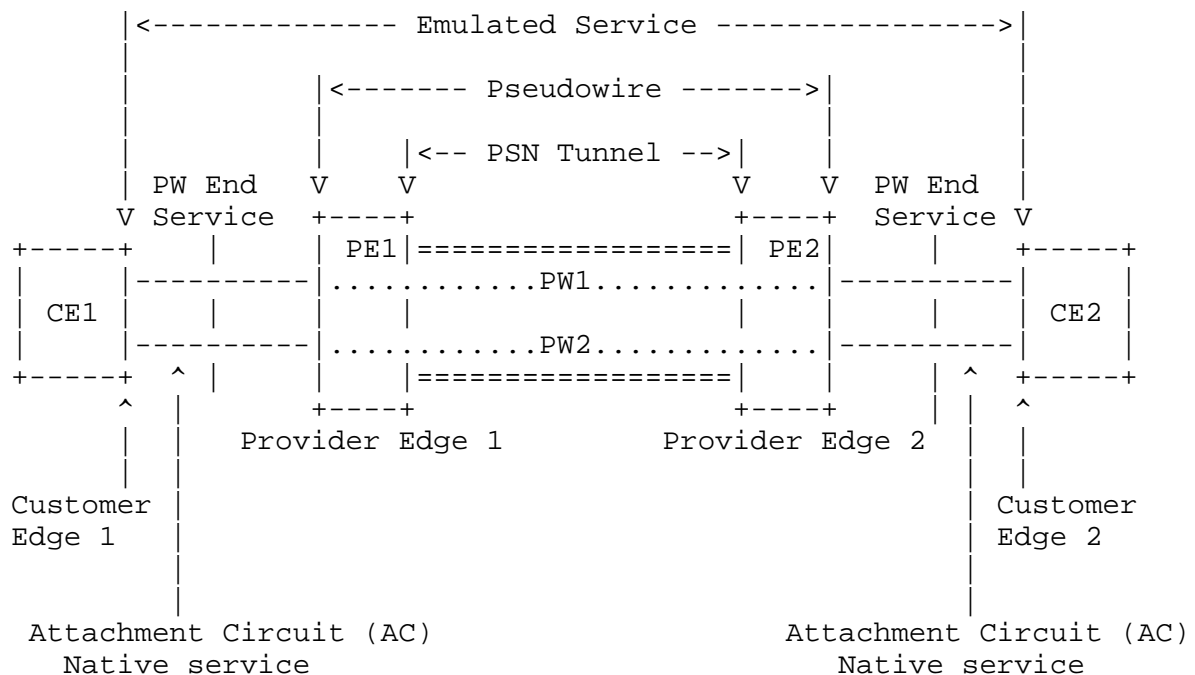 |<-------------- Emulated Service ---------------->|
|<------- Pseudowire ------->|
|<-- PSN Tunnel -->|
PW End V V V V PW End
V Service +----+ +----+ Service V
+-----+ | | PE1|==================| PE2| | +-----+
| |----------|............PW1.............|----------| |
| CE1 | | | | | | | CE2 |
| |----------|............PW2.............|----------| |
+-----+ ^ | | |==================| | | ^ +-----+
^ | +----+ +----+ | | ^
Provider Edge 1 Provider Edge 2
Customer Customer
Edge 1 Edge 2
Attachment Circuit (AC) Attachment Circuit (AC)
Native service Native service